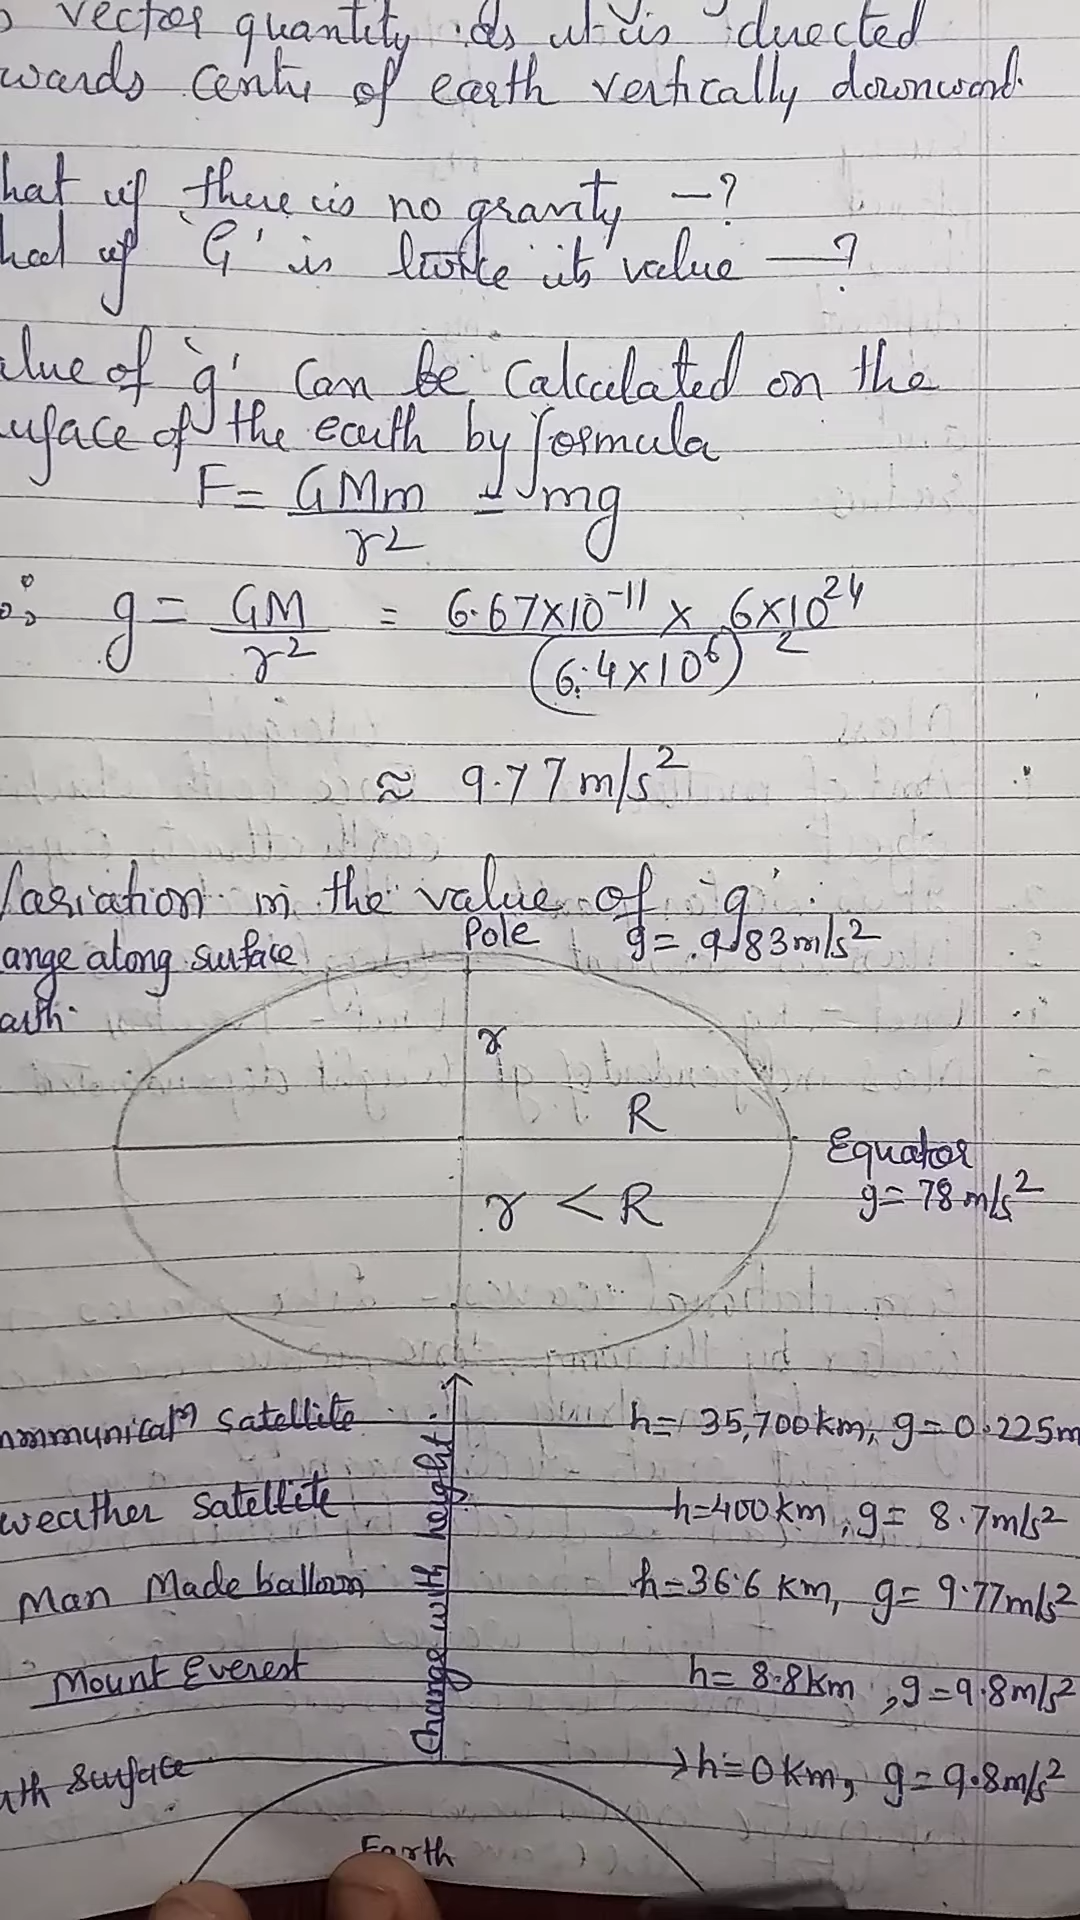 vector quantity as it is directed
wards centre of earth vertically downward.
hat if there is no gravity —?
hat if 'G' is twice its value —?
alue of 'g' can be calculated on the
urface of the earth by formula
F = GMm/r² = mg
∴ g = GM/r² = 6.67×10⁻¹¹ × 6×10²⁴/(6.4×10⁶)²
≈ 9.77 m/s²
Variation in the value of 'g' :
Pole g = 9.83 m/s²
ange along surface
arth.
r
R
Equator
g = 78 m/s²
r < R
ommunicatⁿ satellite h = 35,700 km, g = 0.225 m
weather satellite h = 400 km, g = 8.7 m/s²
Man Made balloon h = 36.6 km, g = 9.77 m/s²
Mount Everest h = 8.8 km, g = 9.8 m/s²
Change with height
rth surface h = 0 km, g = 9.8 m/s²
Earth